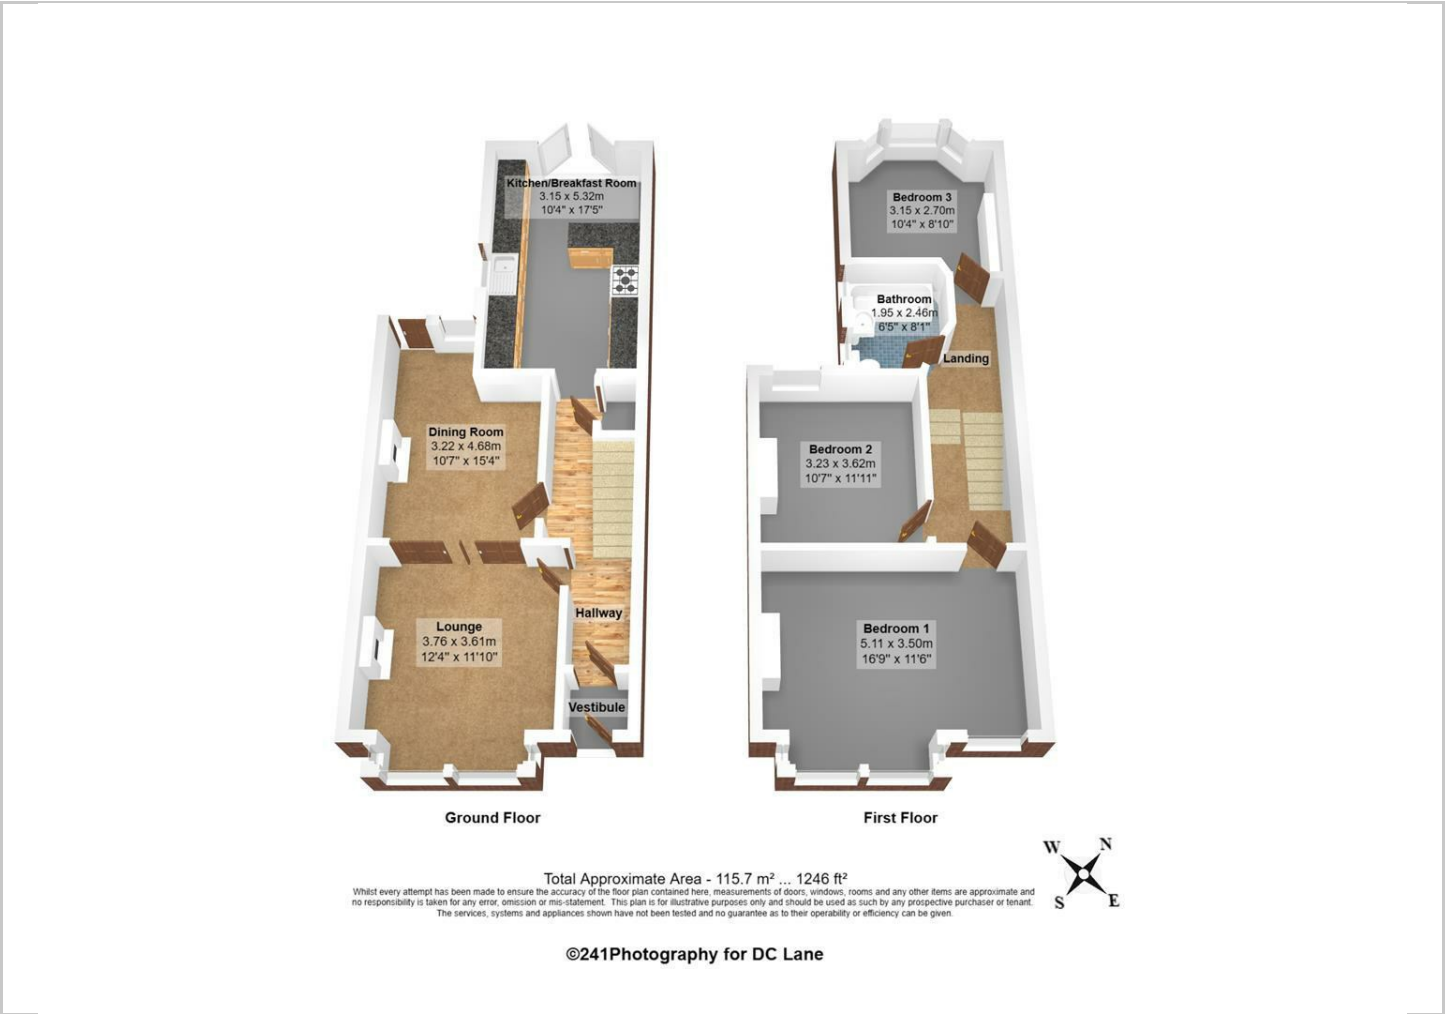 Kitchen/Breakfast Room
3.15 x 5.32m
10'4" x 17'5"
Dining Room
3.22 x 4.68m
10'7" x 15'4"
Lounge
3.76 x 3.61m
12'4" x 11'10"
Hallway
Vestibule
Ground Floor
Bedroom 3
3.15 x 2.70m
10'4" x 8'10"
Bathroom
1.95 x 2.46m
6'5" x 8'1"
Landing
Bedroom 2
3.23 x 3.62m
10'7" x 11'11"
Bedroom 1
5.11 x 3.50m
16'9" x 11'6"
First Floor
W N
S E
Total Approximate Area - 115.7 m² ... 1246 ft²
Whilst every attempt has been made to ensure the accuracy of the floor plan contained here, measurements of doors, windows, rooms and any other items are approximate and
no responsibility is taken for any error, omission or mis-statement. This plan is for illustrative purposes only and should be used as such by any prospective purchaser or tenant.
The services, systems and appliances shown have not been tested and no guarantee as to their operability or efficiency can be given.
©241Photography for DC Lane